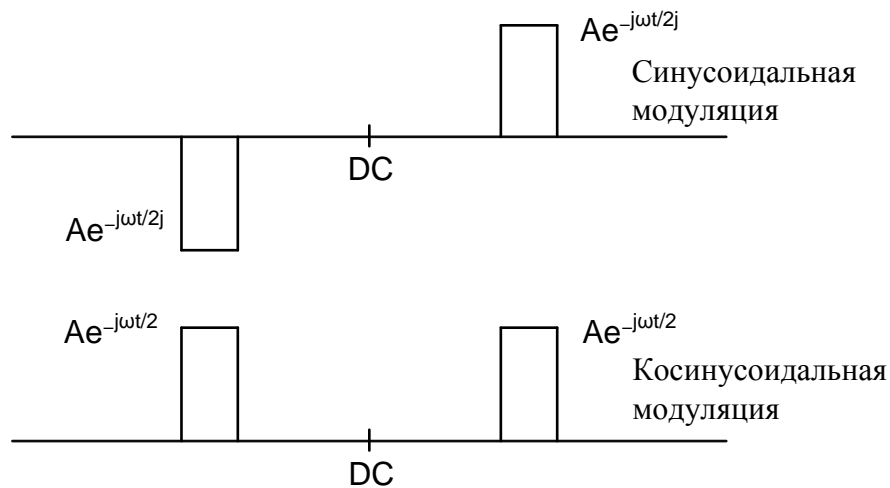 Ae⁻ʲωᵗ/²ʲ
Синусоидальная
модуляция
DC
Ae⁻ʲωᵗ/²ʲ
Ae⁻ʲωᵗ/²
Ae⁻ʲωᵗ/²
Косинусоидальная
модуляция
DC